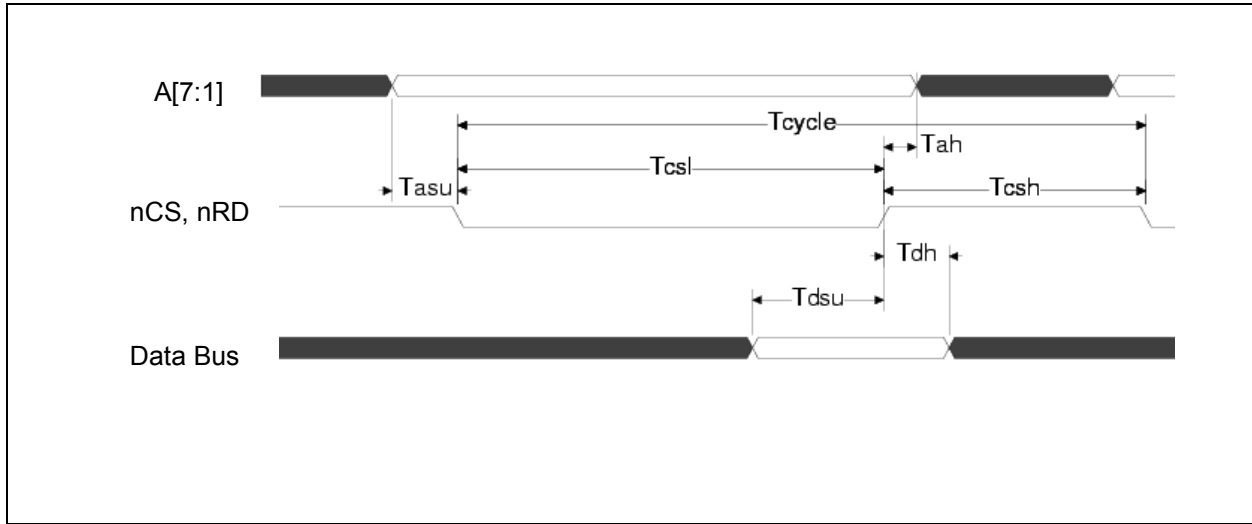 A[7:1]
Tcycle
Tah
Tcsl
Tasu
Tcsh
nCS, nRD
Tdh
Tdsu
Data Bus